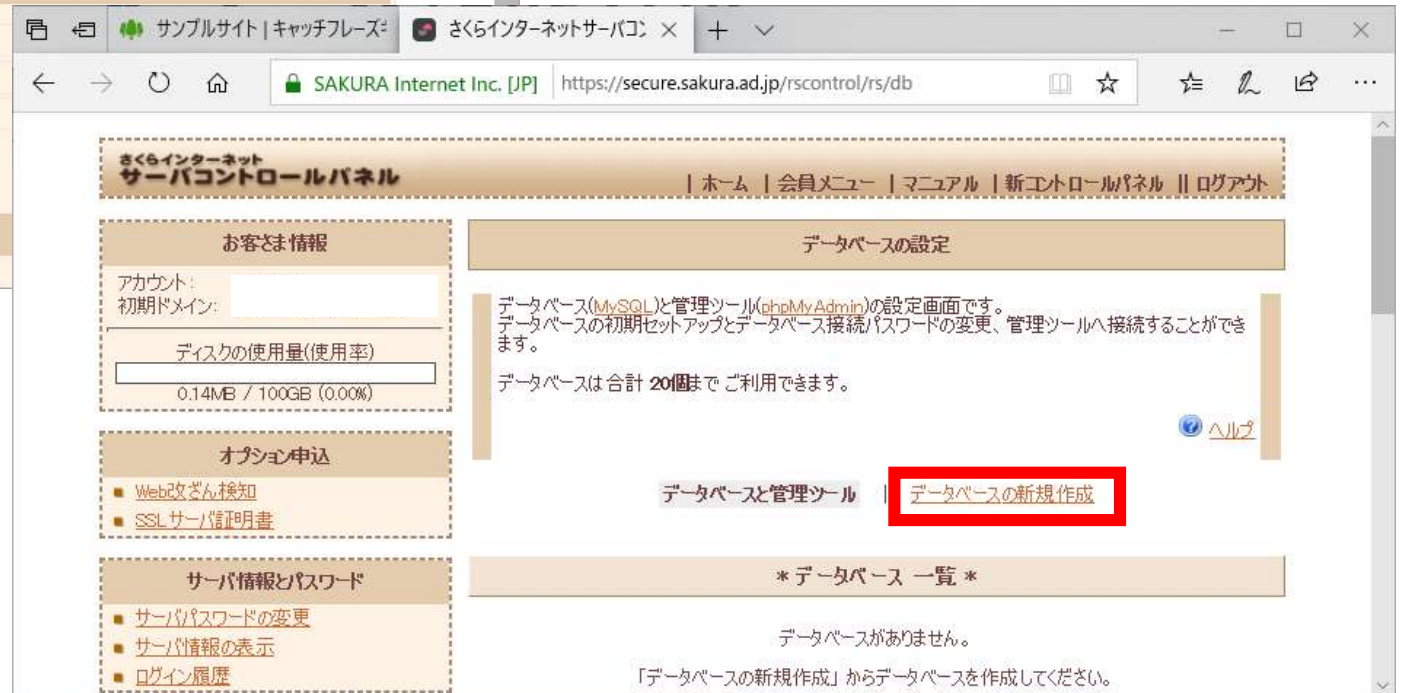 サンプルサイト | キャッチフレーズ
さくらインターネットサーバコン
SAKURA Internet Inc. [JP]
https://secure.sakura.ad.jp/rscontrol/rs/db
さくらインターネット
サーバコントロールパネル
| ホーム | 会員メニュー | マニュアル | 新コントロールパネル || ログアウト
お客さま情報
アカウント:
初期ドメイン:
ディスクの使用量(使用率)
0.14MB / 100GB (0.00%)
オプション申込
Web改ざん検知
SSLサーバ証明書
サーバ情報とパスワード
サーバパスワードの変更
サーバ情報の表示
ログイン履歴
データベースの設定
データベース(MySQL)と管理ツール(phpMyAdmin)の設定画面です。
データベースの初期セットアップとデータベース接続パスワードの変更、管理ツールへ接続することができ
ます。
データベースは合計 20個まで ご利用できます。
ヘルプ
データベースと管理ツール | データベースの新規作成
*データベース 一覧*
データベースがありません。
「データベースの新規作成」からデータベースを作成してください。